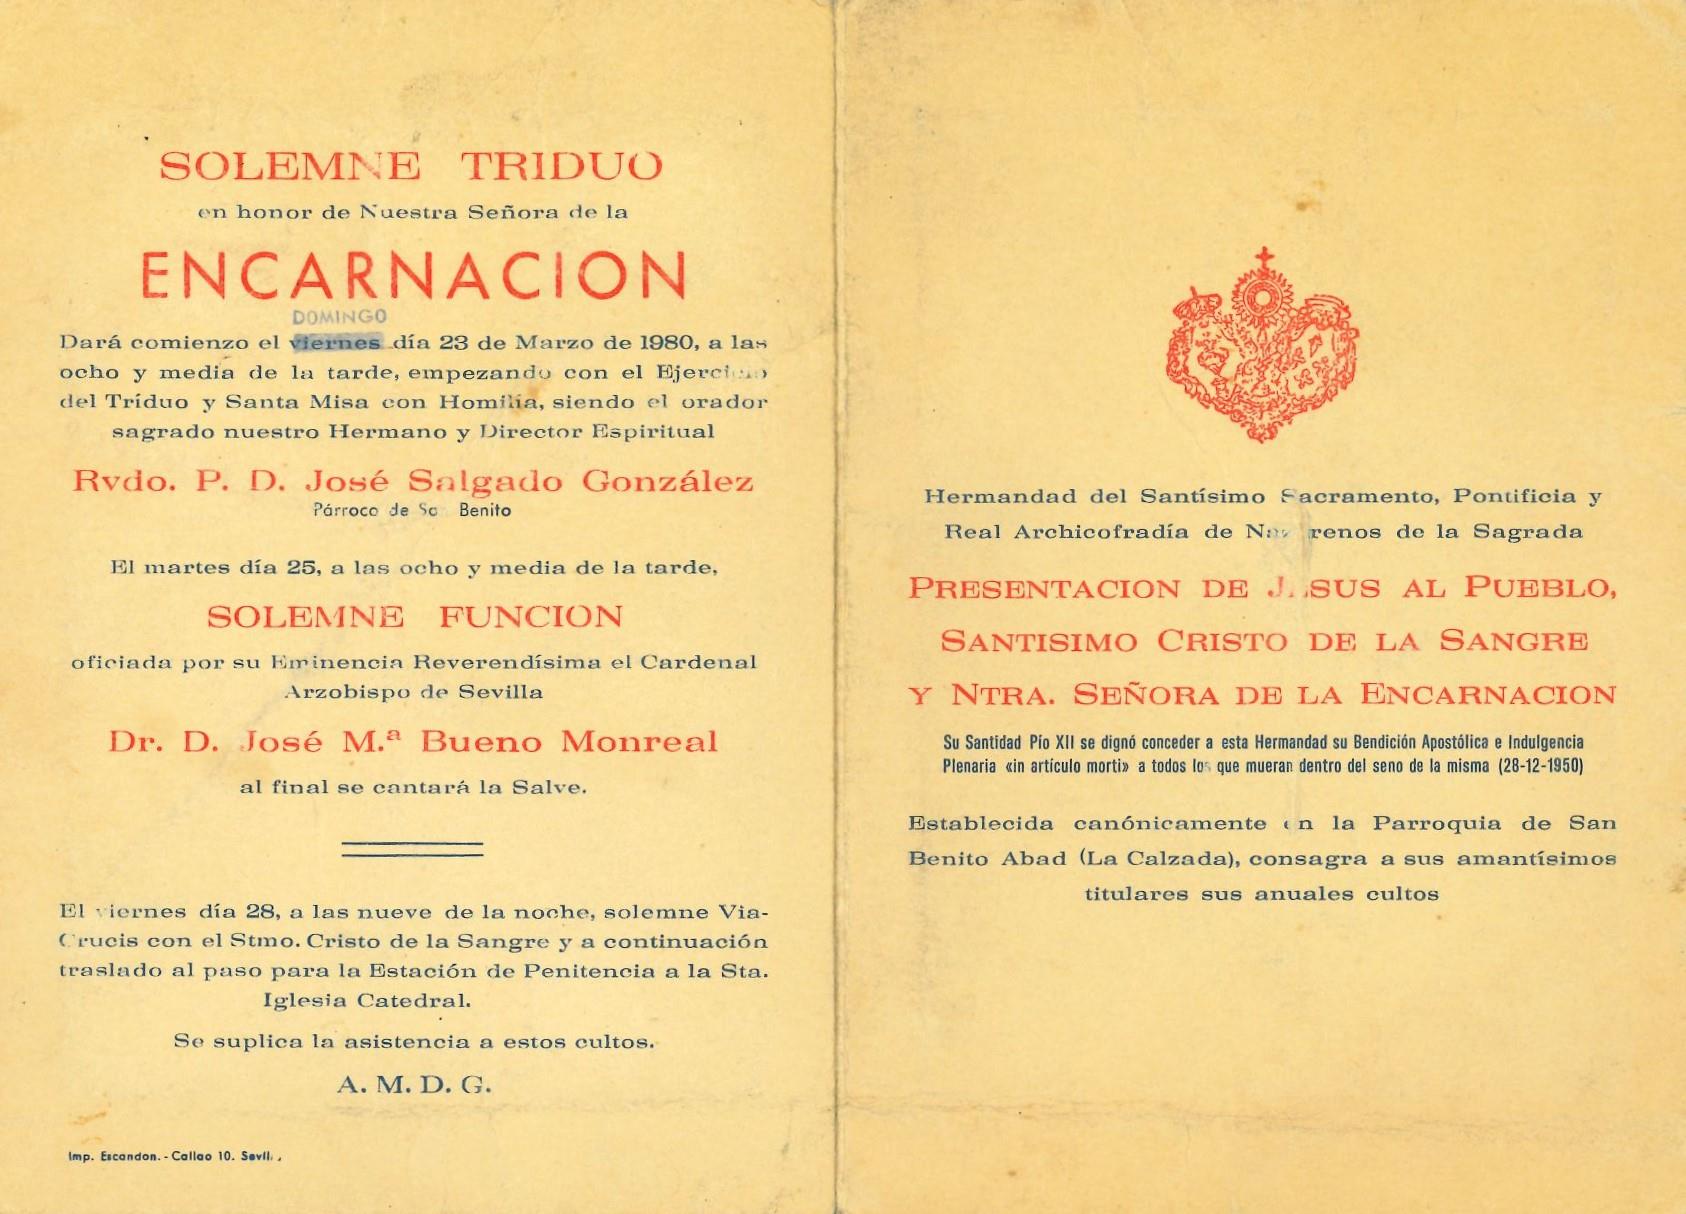 SOLEMNE TRIDUO
en honor de Nuestra Señora de la
ENCARNACION
DOMINGO
Dará comienzo el viernes día 23 de Marzo de 1980, a las
ocho y media de la tarde, empezando con el Ejercicio
del Tríduo y Santa Misa con Homilía, siendo el orador
sagrado nuestro Hermano y Director Espiritual
Rvdo. P. D. José Salgado González
Párroco de San Benito
El martes día 25, a las ocho y media de la tarde,
SOLEMNE FUNCION
oficiada por su Eminencia Reverendísima el Cardenal
Arzobispo de Sevilla
Dr. D. José M.ª Bueno Monreal
al final se cantará la Salve.
El viernes día 28, a las nueve de la noche, solemne Via-
Crucis con el Stmo. Cristo de la Sangre y a continuación
traslado al paso para la Estación de Penitencia a la Sta.
Iglesia Catedral.
Se suplica la asistencia a estos cultos.
A. M. D. G.
Imp. Escandon. - Callao 10. Sevilla
Hermandad del Santísimo Sacramento, Pontificia y
Real Archicofradía de Nazarenos de la Sagrada
PRESENTACION DE JESUS AL PUEBLO,
SANTISIMO CRISTO DE LA SANGRE
Y NTRA. SEÑORA DE LA ENCARNACION
Su Santidad Pío XII se dignó conceder a esta Hermandad su Bendición Apostólica e Indulgencia
Plenaria «in artículo morti» a todos los que mueran dentro del seno de la misma (28-12-1950)
Establecida canónicamente en la Parroquia de San
Benito Abad (La Calzada), consagra a sus amantísimos
titulares sus anuales cultos